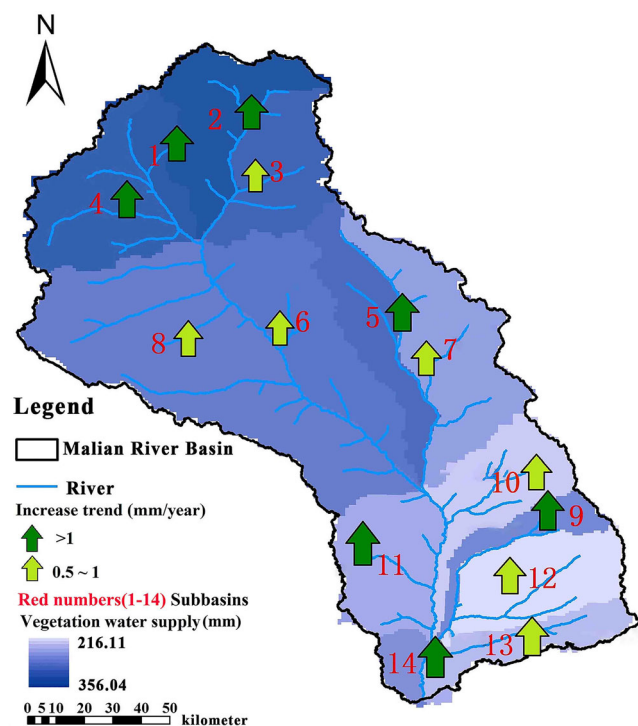 N
2
1
3
4
5
6
7
8
Legend
Malian River Basin
River
Increase trend (mm/year)
>1
0.5 ~ 1
Red numbers(1-14) Subbasins
Vegetation water supply (mm)
216.11
356.04
0 5 10 20 30 40 50
kilometer
10
9
11
12
13
14